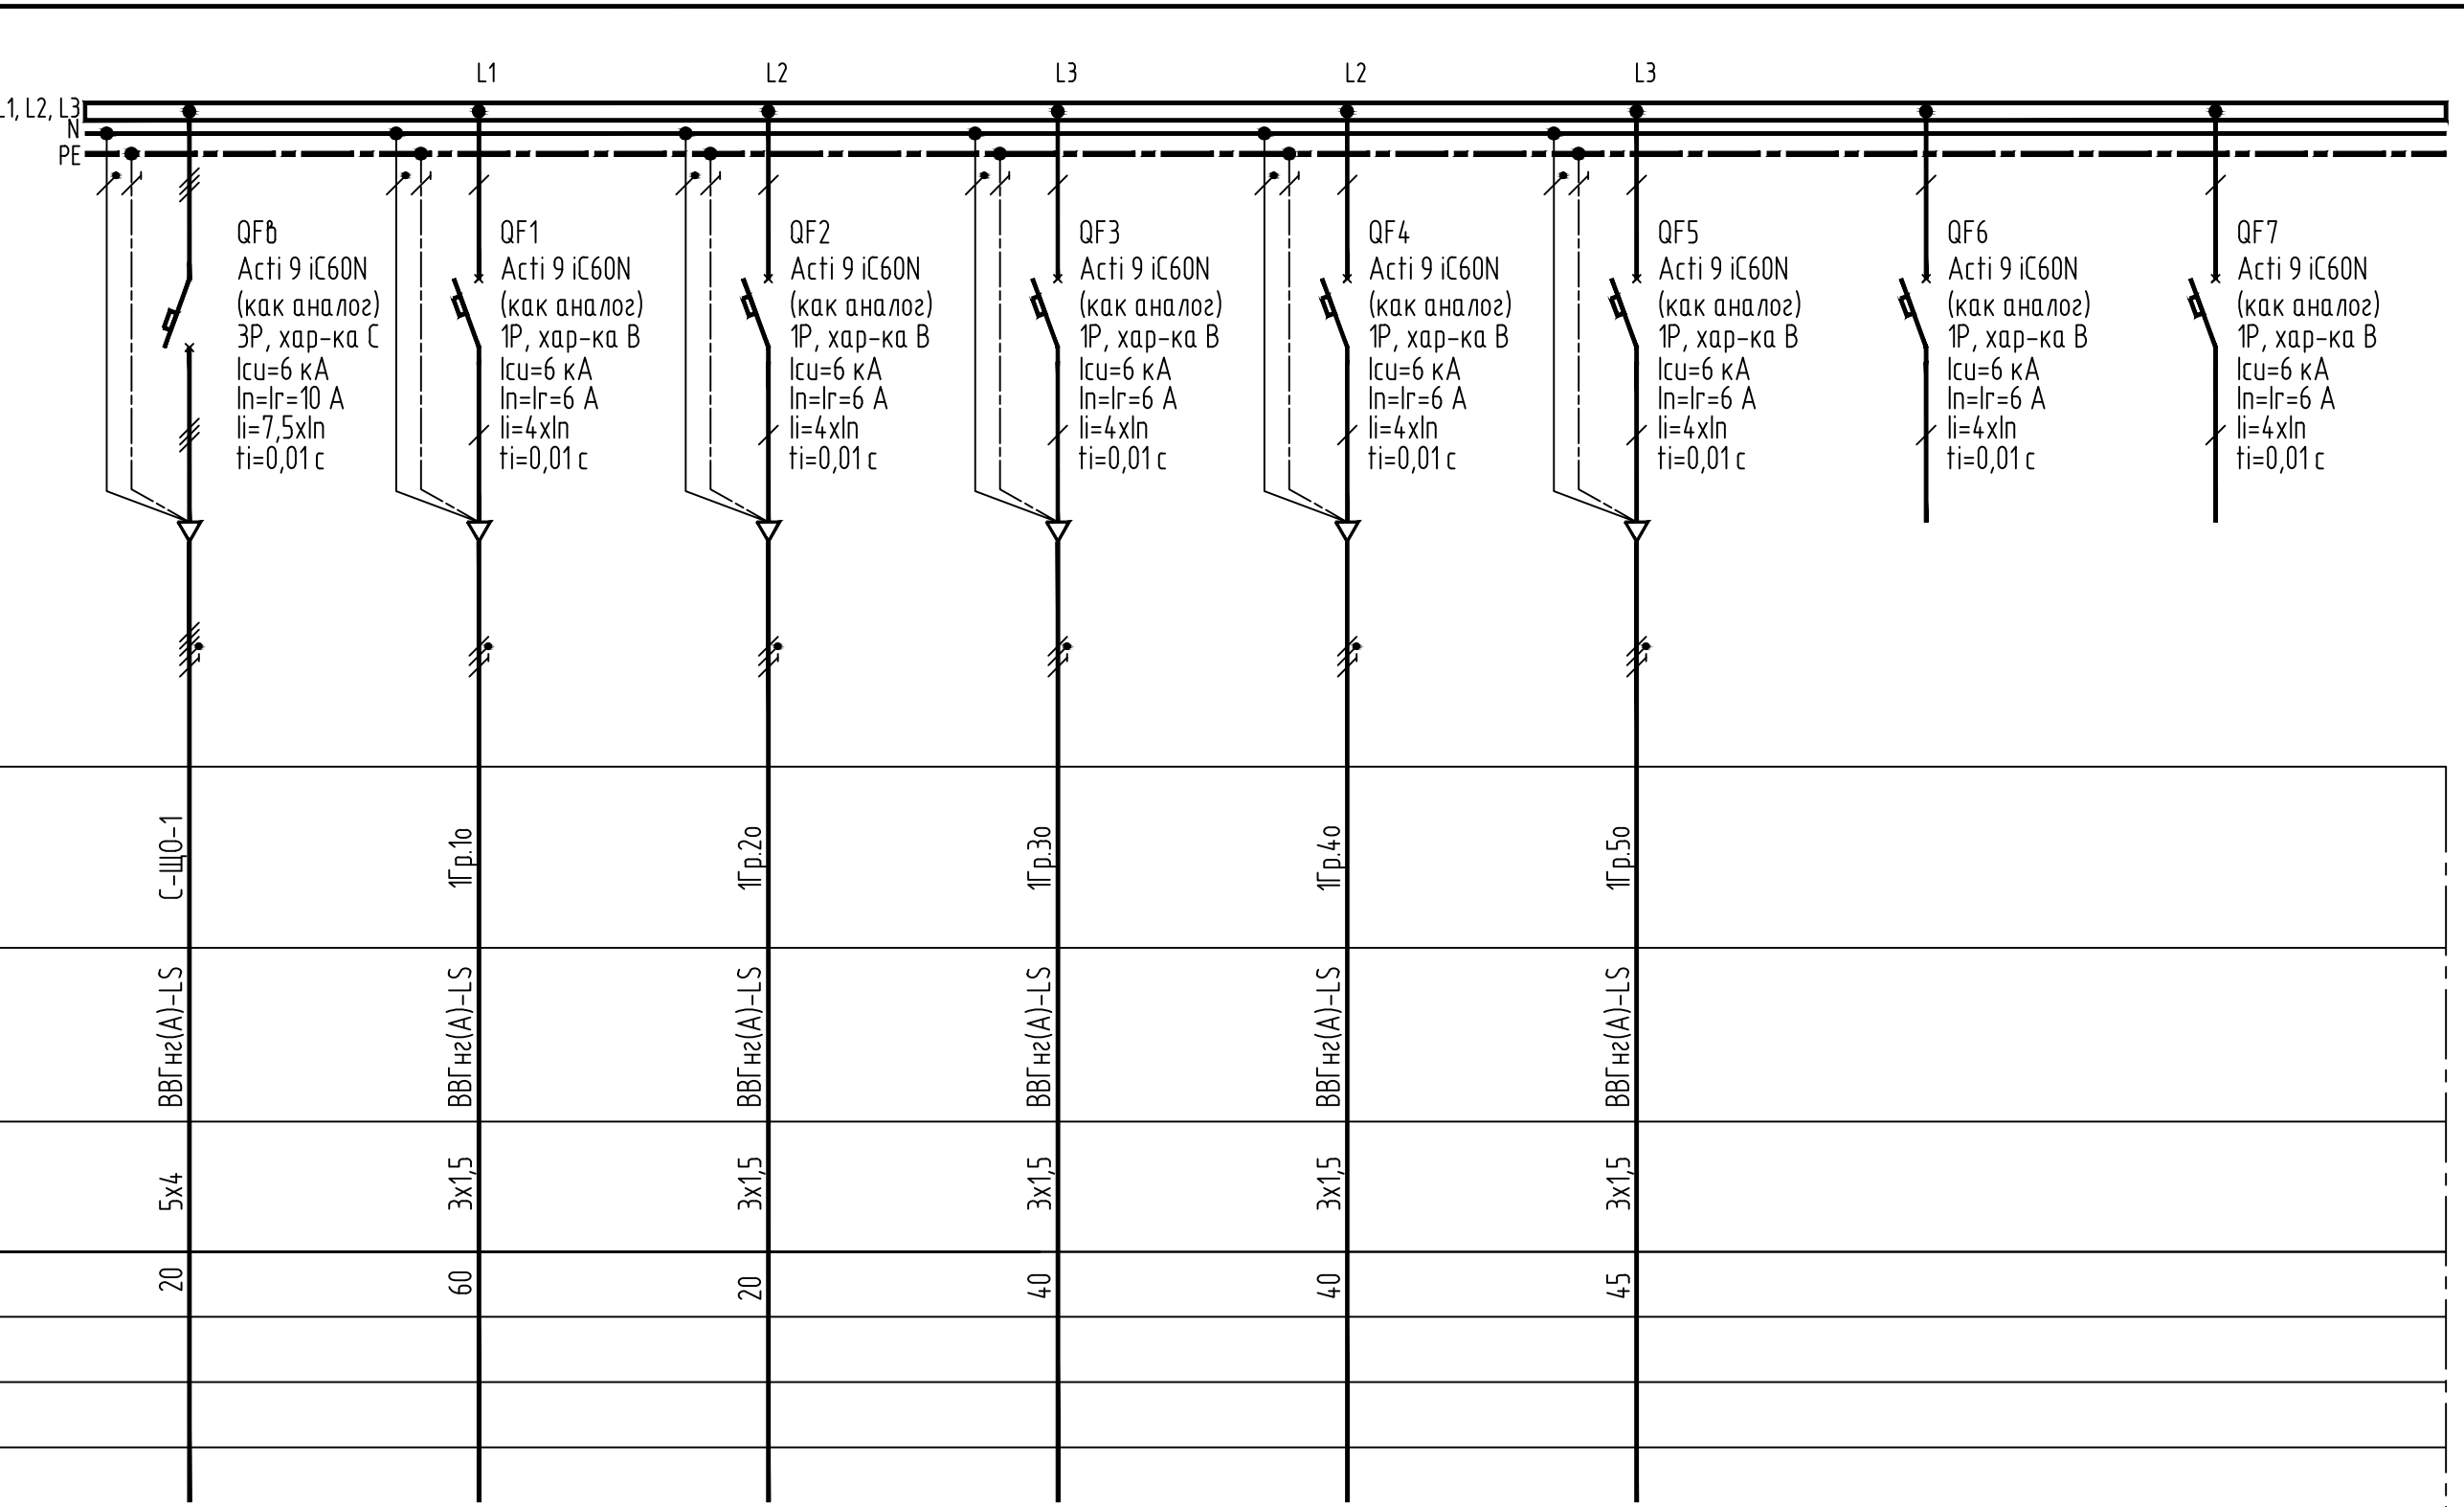 L1
L2
L3
L2
L3
L1, L2, L3
N
PE
Acti 9 iC60N
(как аналог)
3P, хар-ка C
Icu=6 кА
In=Ir=10 А
Ii=7,5xIn
ti=0,01 с
QF1
Acti 9 iC60N
(как аналог)
1P, хар-ка B
Icu=6 кА
In=Ir=6 А
Ii=4xIn
ti=0,01 с
QF2
Acti 9 iC60N
(как аналог)
1P, хар-ка B
Icu=6 кА
In=Ir=6 А
Ii=4xIn
ti=0,01 с
QF3
Acti 9 iC60N
(как аналог)
1P, хар-ка B
Icu=6 кА
In=Ir=6 А
Ii=4xIn
ti=0,01 с
QF4
Acti 9 iC60N
(как аналог)
1P, хар-ка B
Icu=6 кА
In=Ir=6 А
Ii=4xIn
ti=0,01 с
QF5
Acti 9 iC60N
(как аналог)
1P, хар-ка B
Icu=6 кА
In=Ir=6 А
Ii=4xIn
ti=0,01 с
QF6
Acti 9 iC60N
(как аналог)
1P, хар-ка B
Icu=6 кА
In=Ir=6 А
Ii=4xIn
ti=0,01 с
QF7
Acti 9 iC60N
(как аналог)
1P, хар-ка B
Icu=6 кА
In=Ir=6 А
Ii=4xIn
ti=0,01 с
С-ЩО-1
1Гр.1о
1Гр.2о
1Гр.3о
1Гр.4о
1Гр.5о
ВВГнг(А)-LS
ВВГнг(А)-LS
ВВГнг(А)-LS
ВВГнг(А)-LS
ВВГнг(А)-LS
ВВГнг(А)-LS
5х4
3х1,5
3х1,5
3х1,5
3х1,5
3х1,5
20
60
20
40
40
45